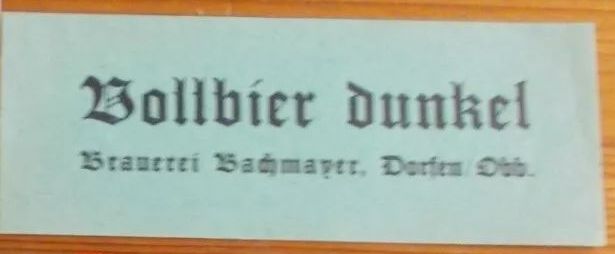 Vollbier dunkel
Brauerei Bachmayer, Dorfen/Obb.